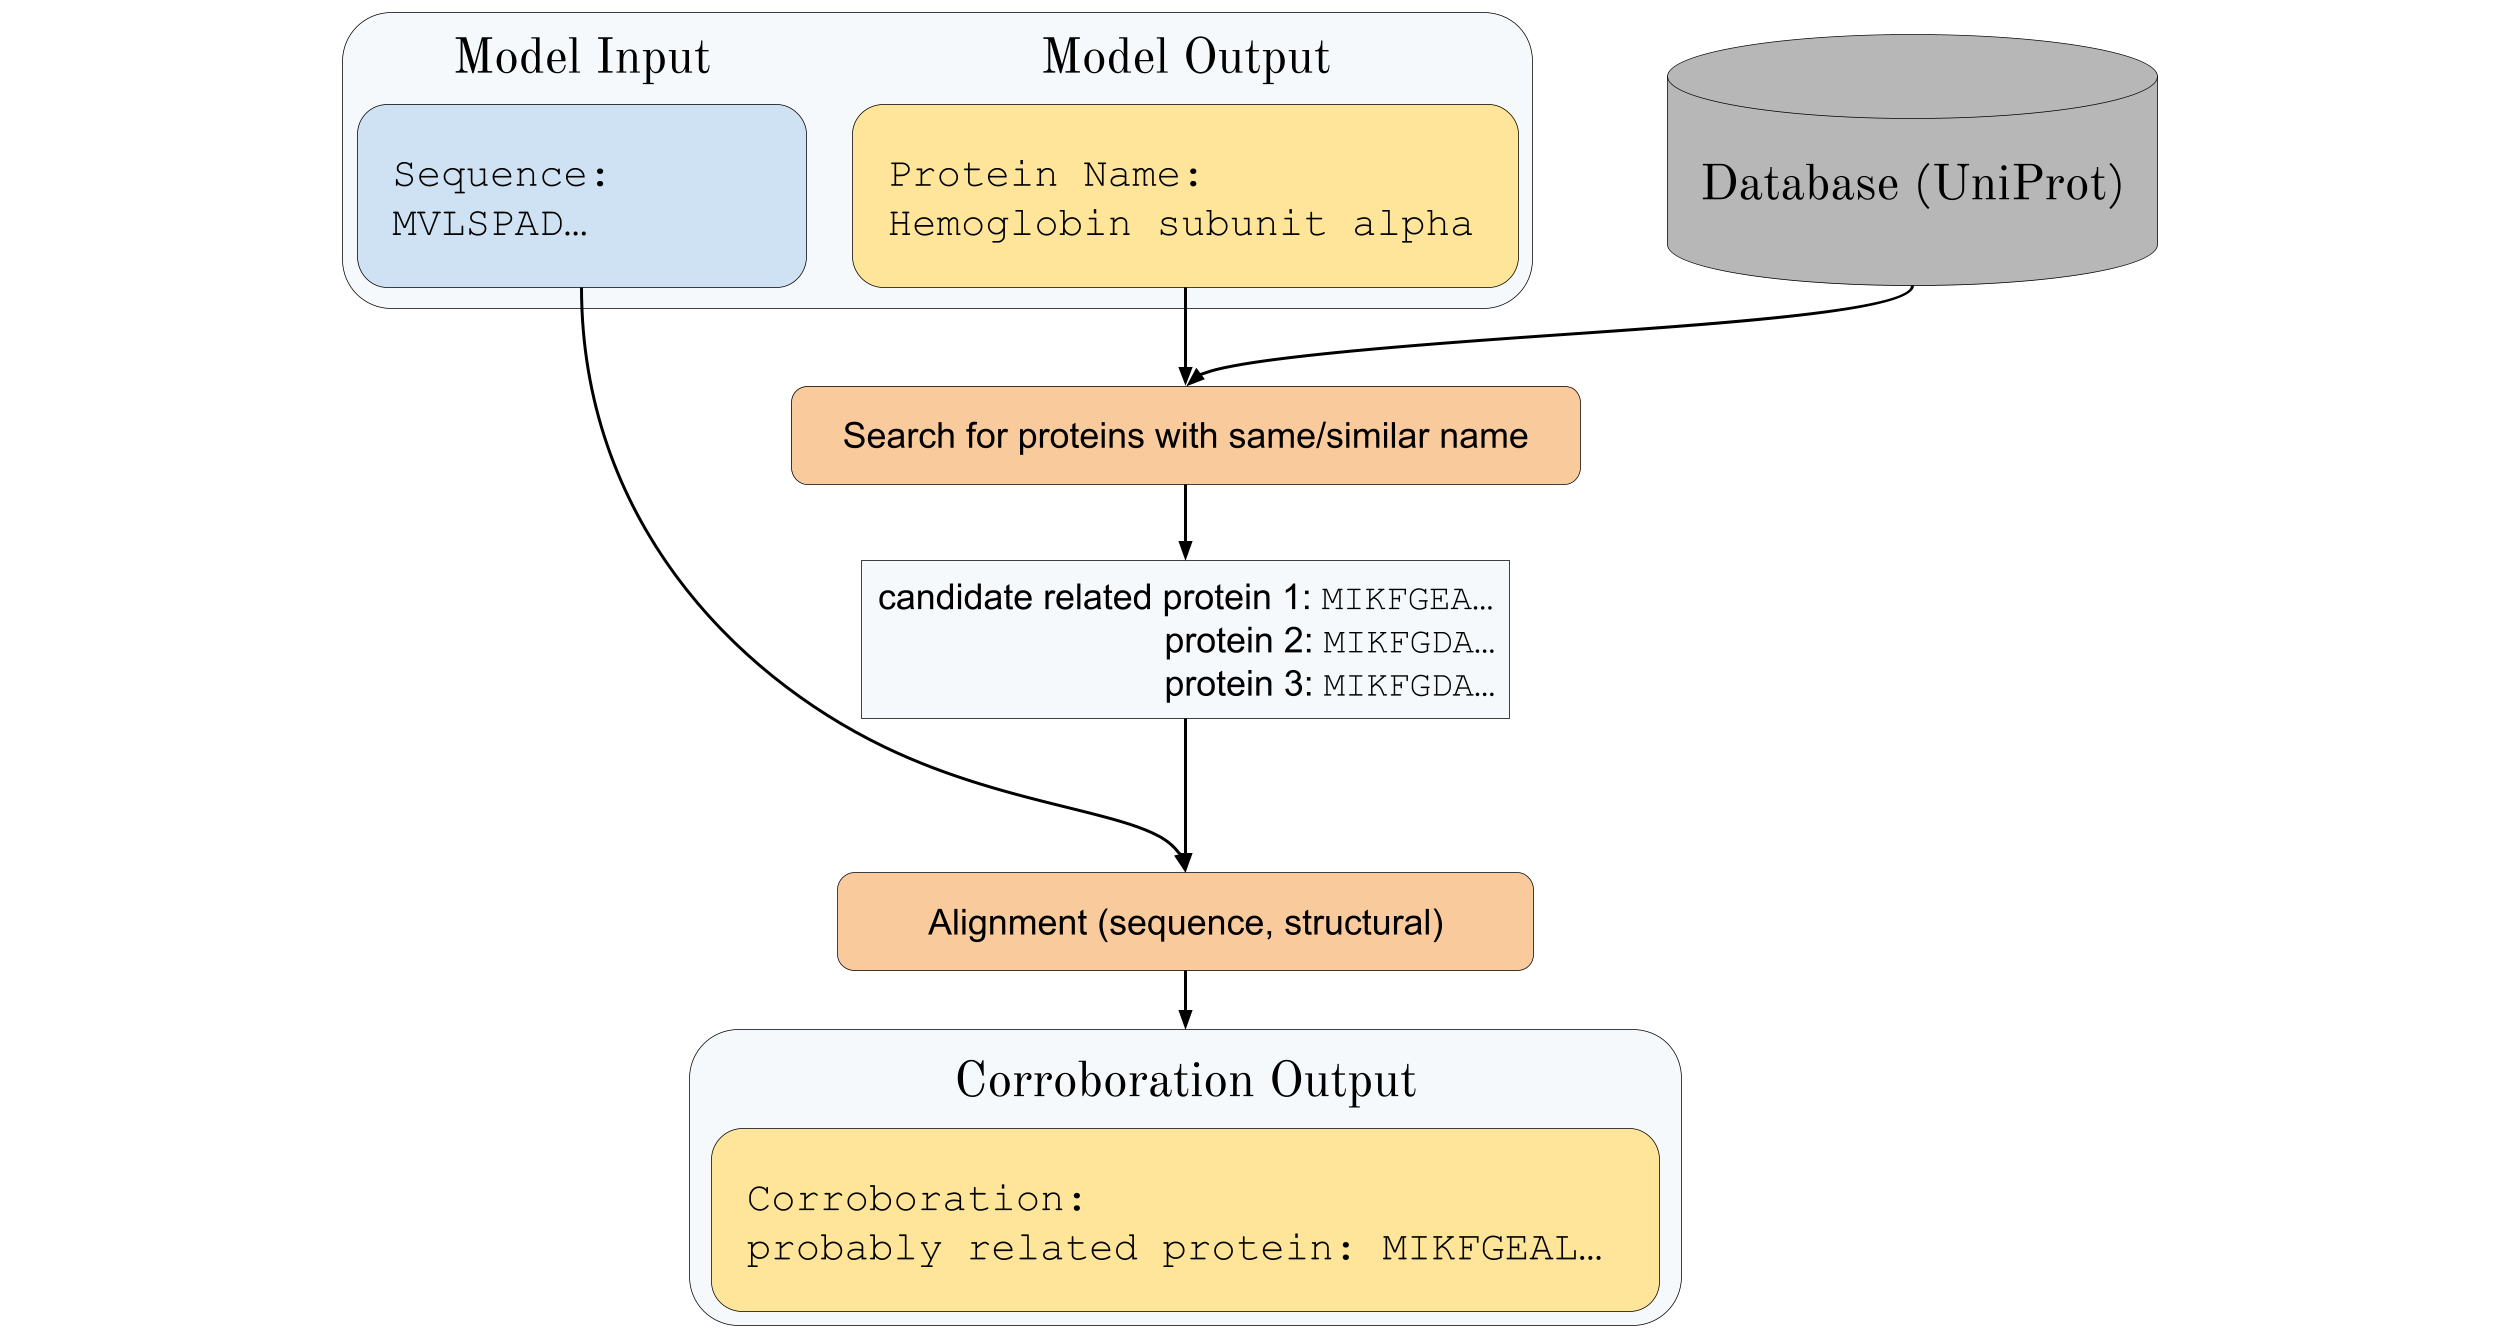 Model Input
Model Output
Sequence:
MVLSPAD…
Protein Name:
Hemoglobin subunit alpha
Database (UniProt)
Search for proteins with same/similar name
candidate related protein 1: MIKFGEA…
protein 2: MIKFGDA…
protein 3: MIKFGDA…
Alignment (sequence, structural)
Corroboration Output
Corroboration:
probably related protein: MIKFGEAL…